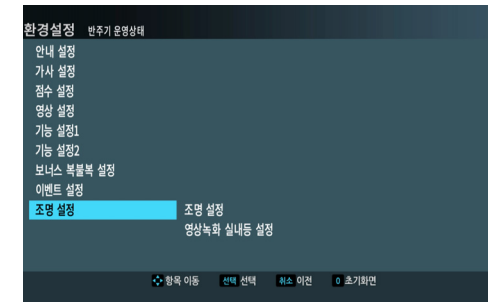 환경설정 반주기 운영상태
안내 설정
가사 설정
점수 설정
영상 설정
기능 설정1
기능 설정2
보너스 복불복 설정
이벤트 설정
조명 설정 조명 설정
영상녹화 실내등 설정
항목 이동 선택 선택 취소 이전 0 초기화면